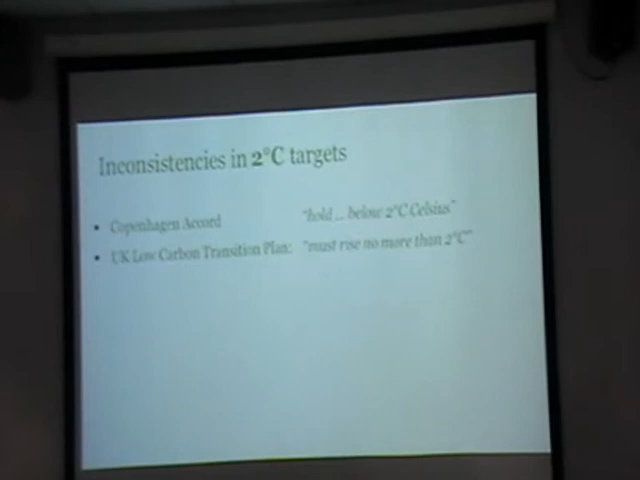 Inconsistencies in 2°C targets
• Copenhagen Accord "hold ... below 2°C Celsius"
• UK Low Carbon Transition Plan: "must rise no more than 2°C"